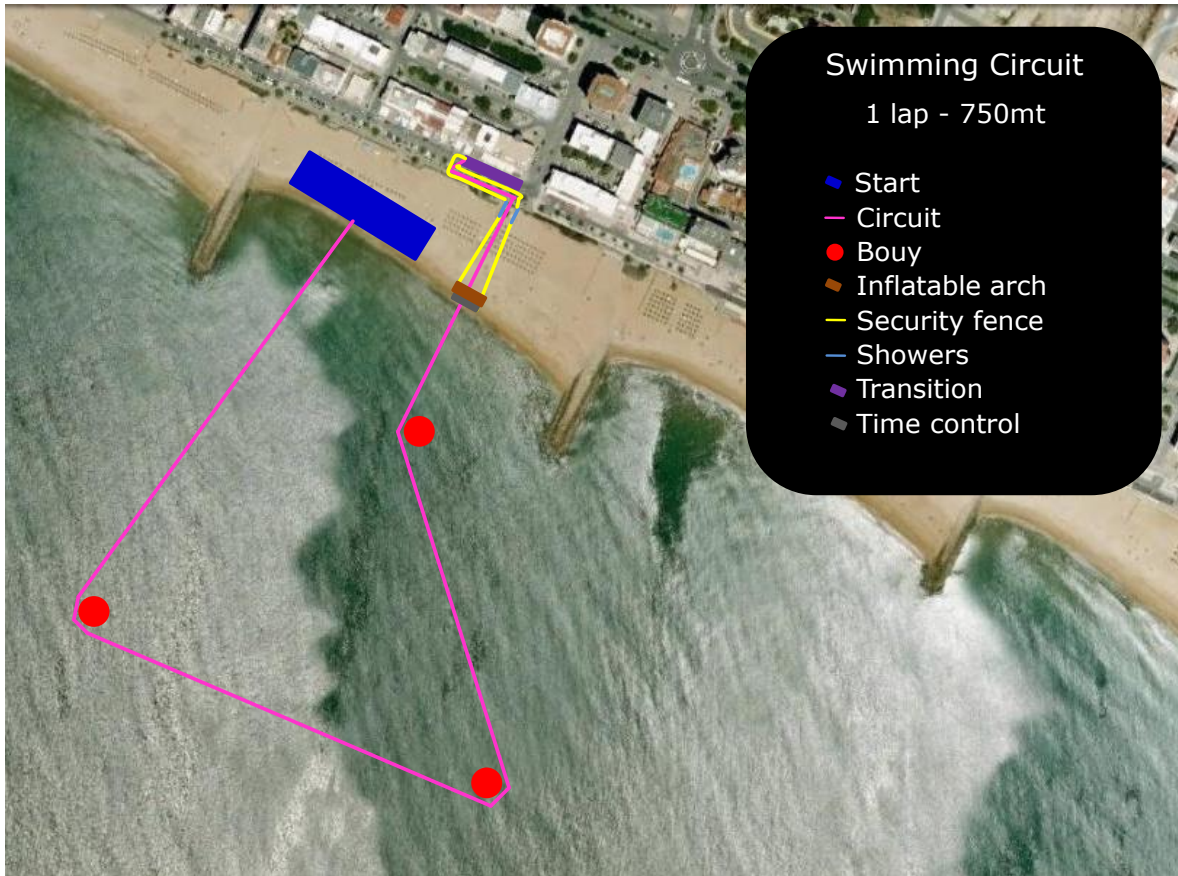 Swimming Circuit
1 lap - 750mt
Start
Circuit
Bouy
Inflatable arch
Security fence
Showers
Transition
Time control